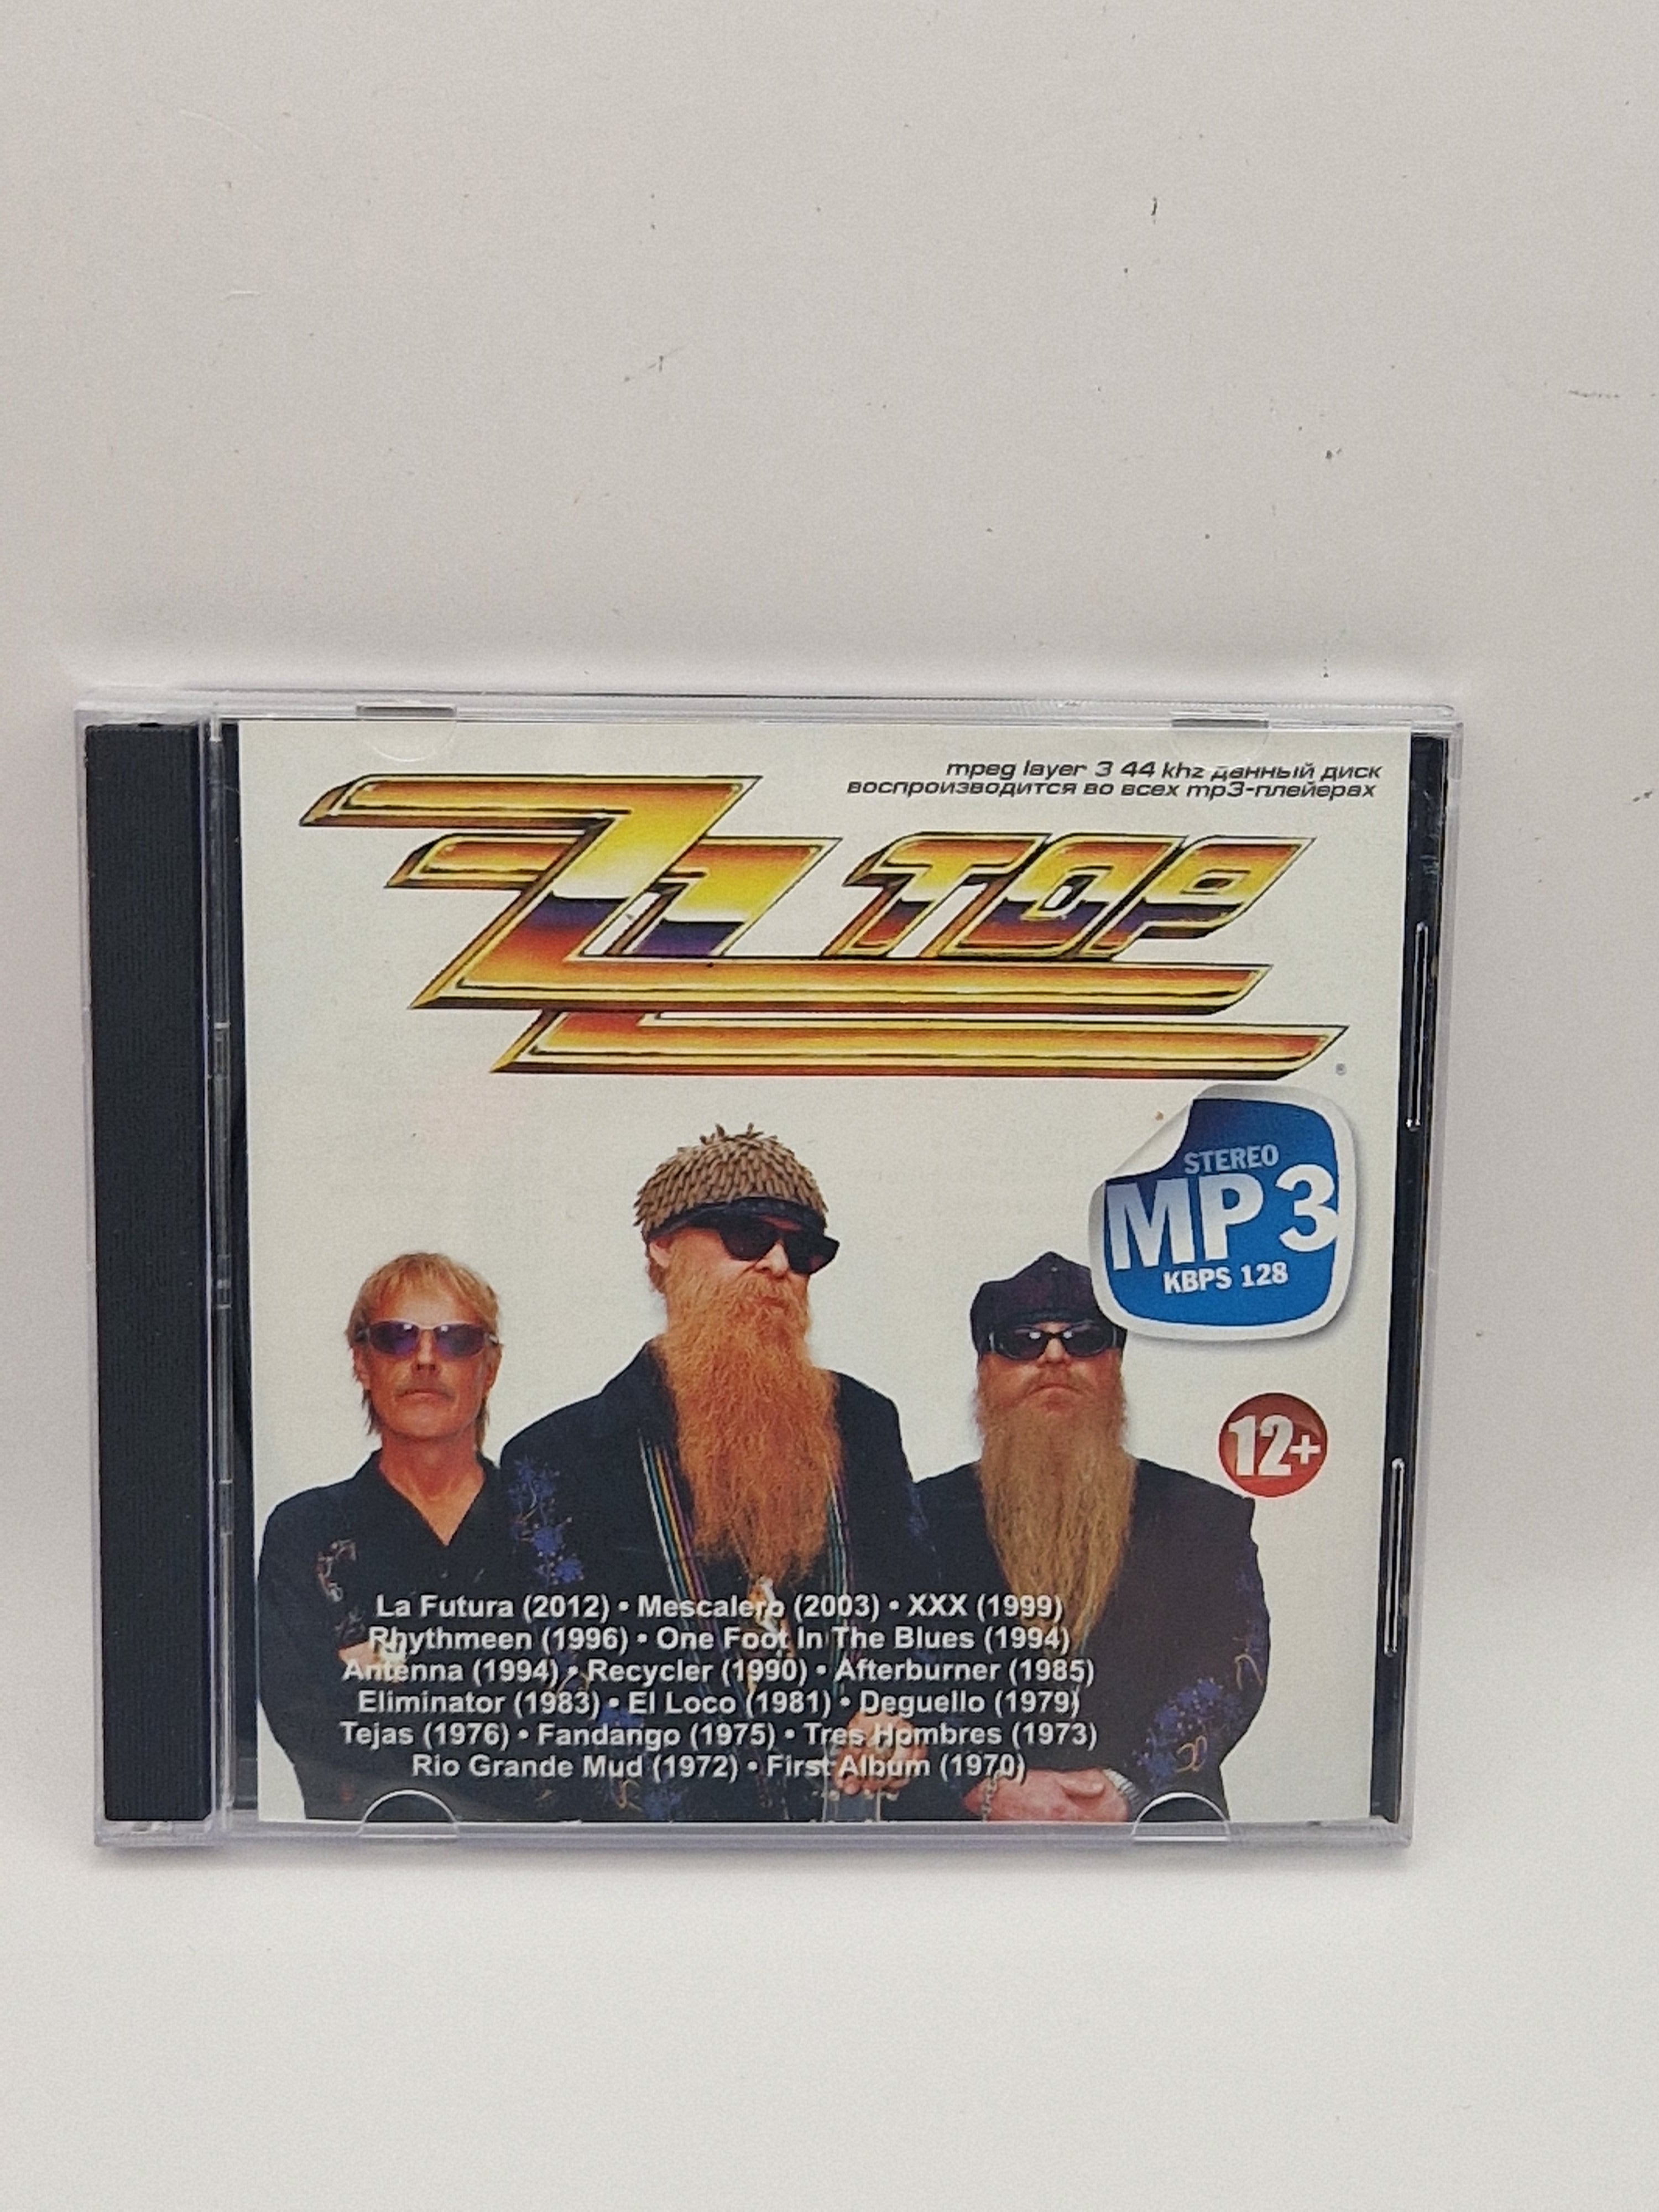 mpeg layer 3 44 khz данный диск
воспроизводится во всех mp3-плейерах
ZZ TOP
®
STEREO
MP3
KBPS 128
12+
La Futura (2012) • Mescalero (2003) • XXX (1999)
Rhythmeen (1996) • One Foot In The Blues (1994)
Antenna (1994) • Recycler (1990) • Afterburner (1985)
Eliminator (1983) • El Loco (1981) • Deguello (1979)
Tejas (1976) • Fandango (1975) • Tres Hombres (1973)
Rio Grande Mud (1972) • First Album (1970)